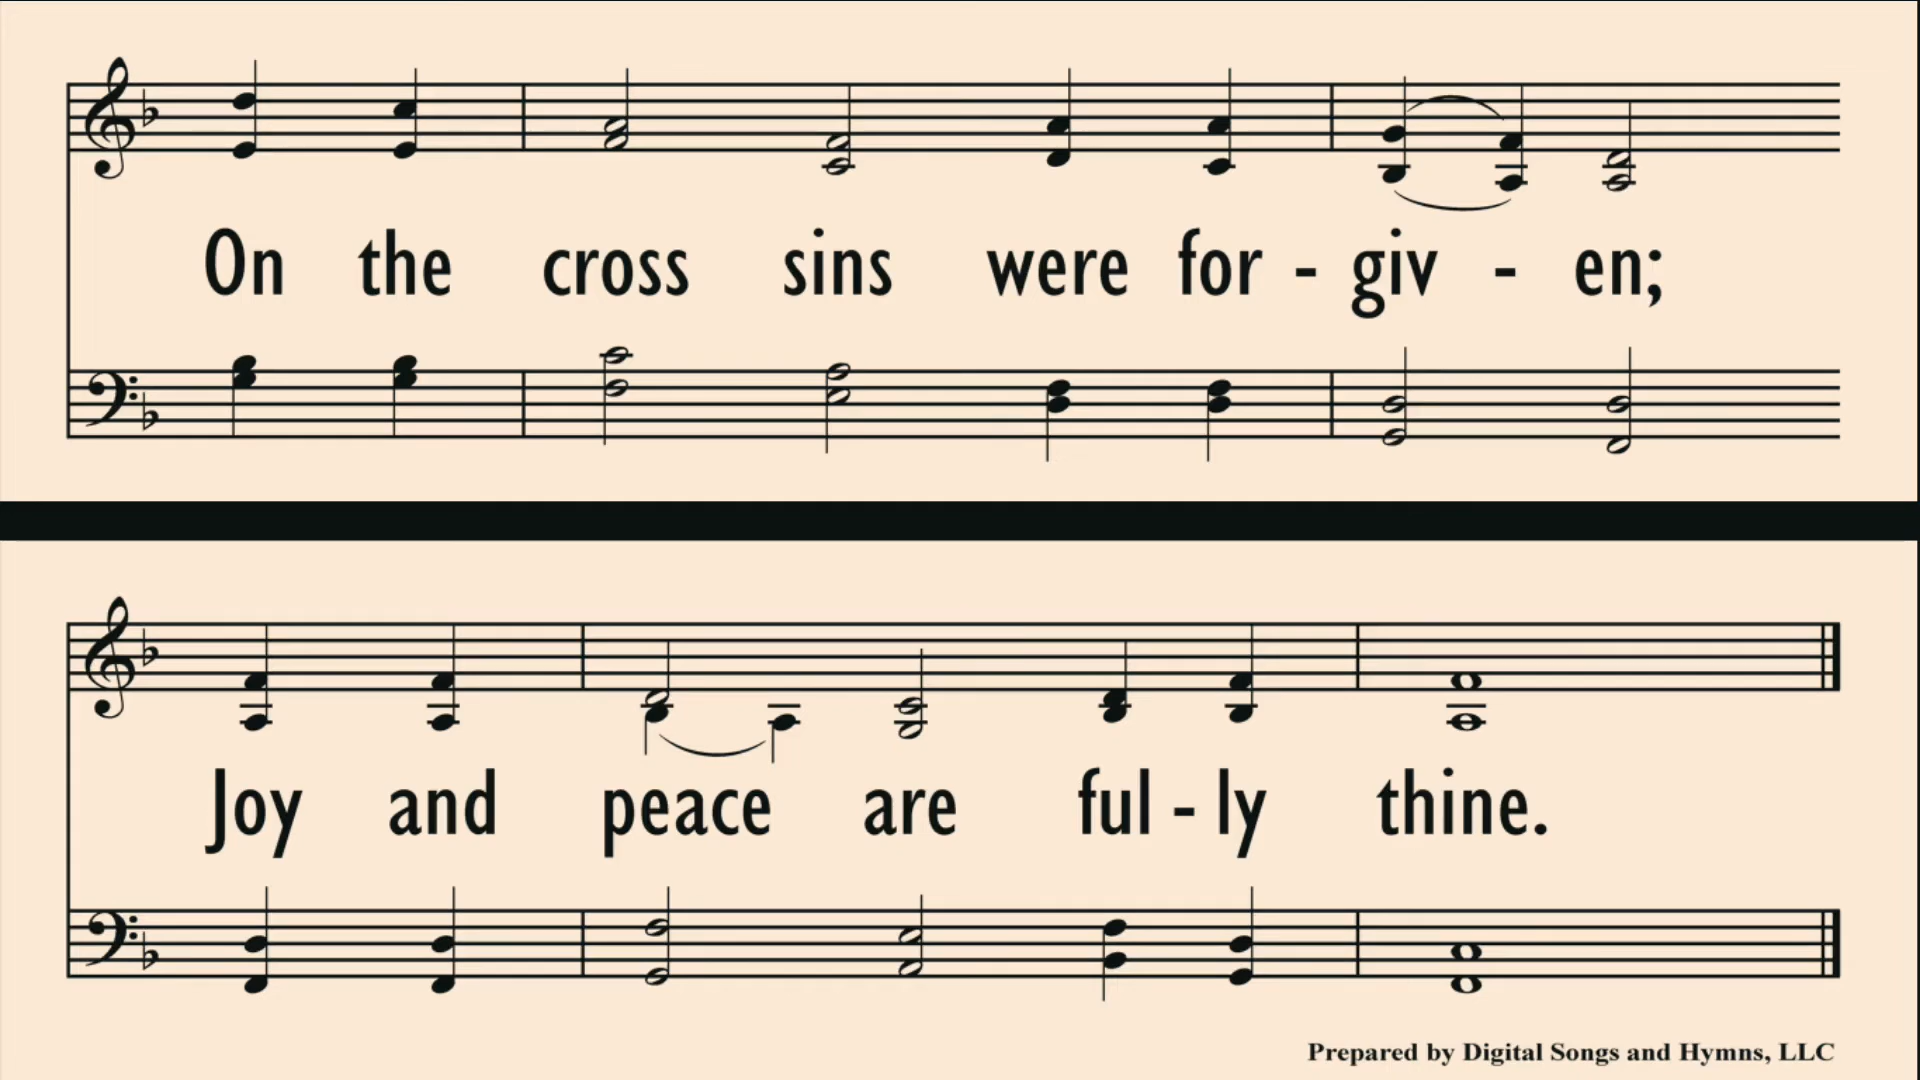 On the cross sins were for - giv - en;
Joy and peace are ful - ly thine.
Prepared by Digital Songs and Hymns, LLC